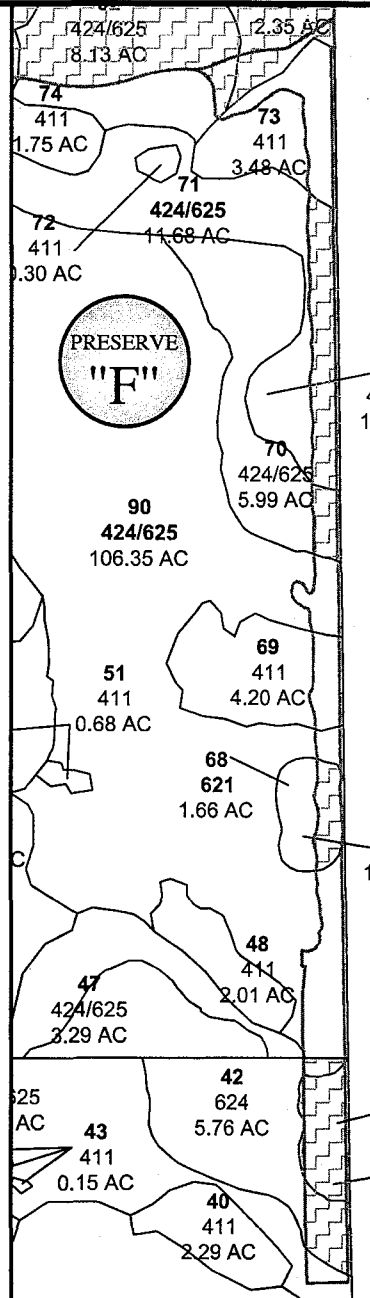 424/625
8.13 AC
2.35 AC
74
411
1.75 AC
73
411
3.48 AC
71
424/625
11.68 AC
72
411
0.30 AC
PRESERVE
"F"
70
424/625
5.99 AC
90
424/625
106.35 AC
69
411
4.20 AC
51
411
0.68 AC
68
621
1.66 AC
48
411
2.01 AC
47
424/625
3.29 AC
42
624
5.76 AC
AC
43
411
0.15 AC
40
411
2.29 AC